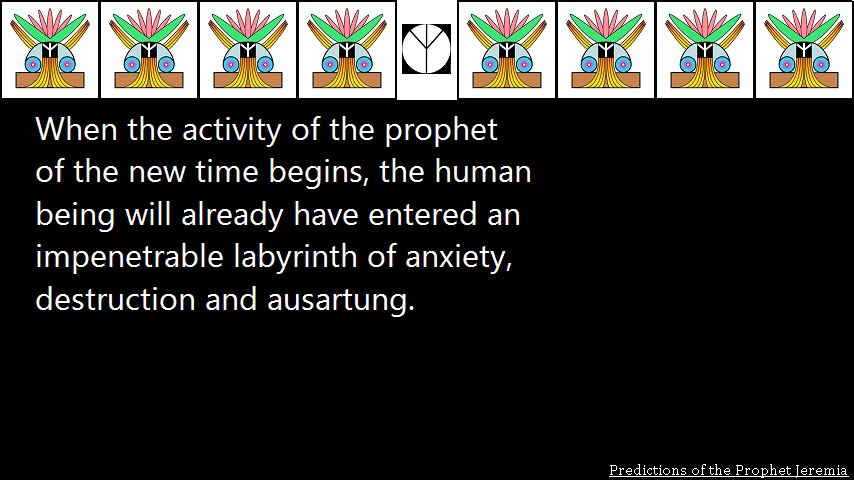 When the activity of the prophet
of the new time begins, the human
being will already have entered an
impenetrable labyrinth of anxiety,
destruction and ausartung.
Predictions of the Prophet Jeremia